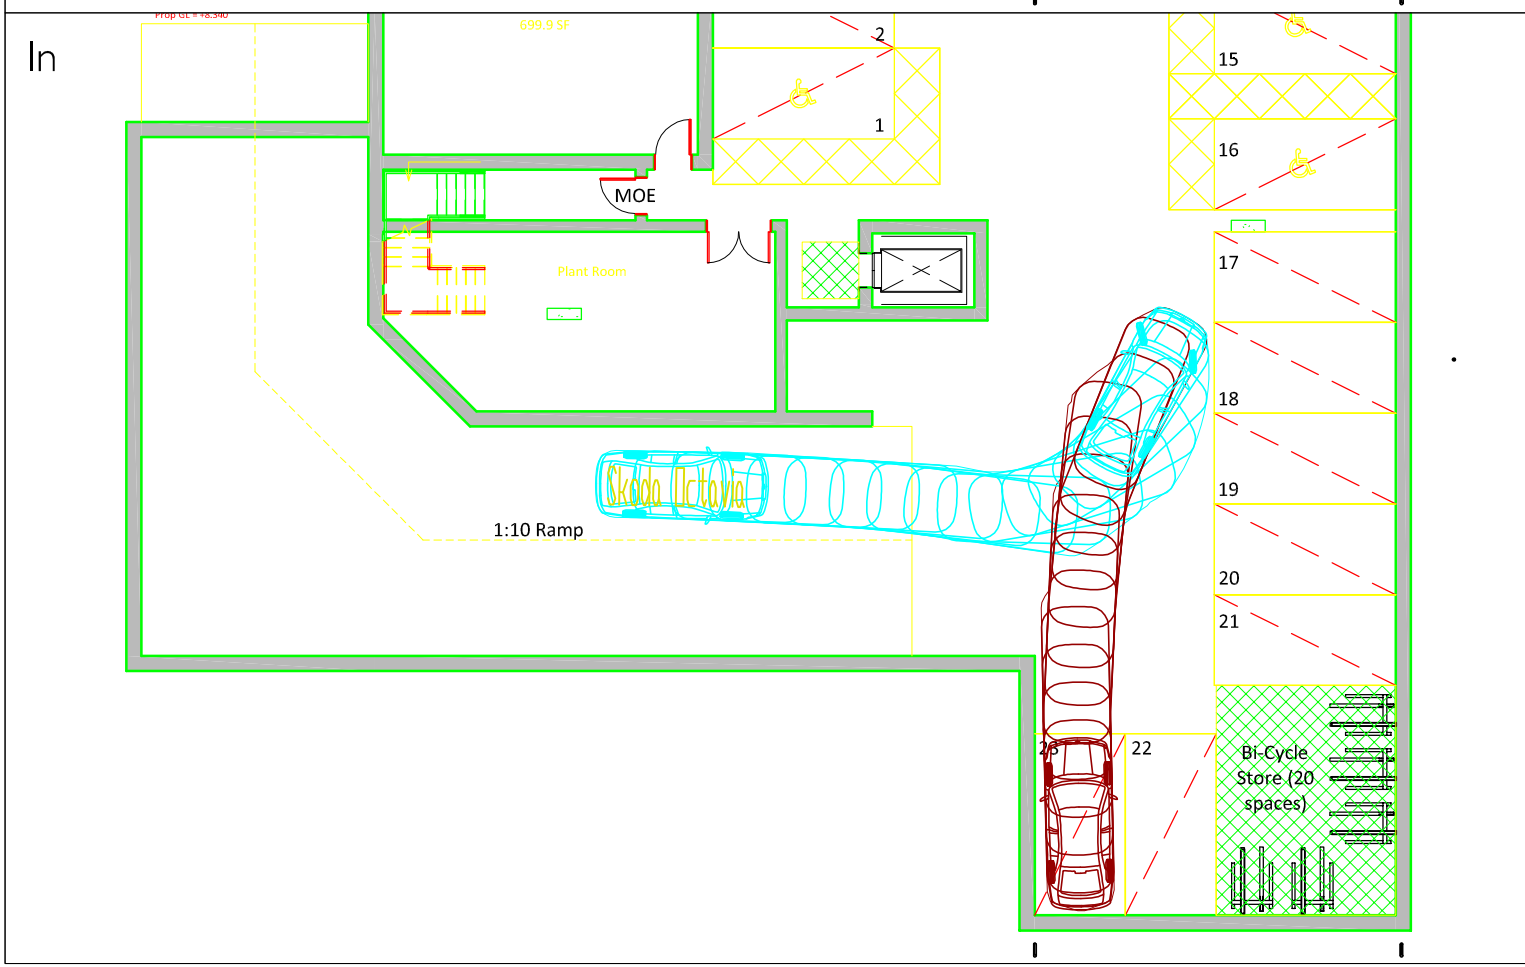 Prop GL = +8.340
In
699.9 SF
2
1
15
16
MOE
Plant Room
17
18
19
20
21
Skoda Octavia
1:10 Ramp
23
22
Bi-Cycle
Store (20
spaces)